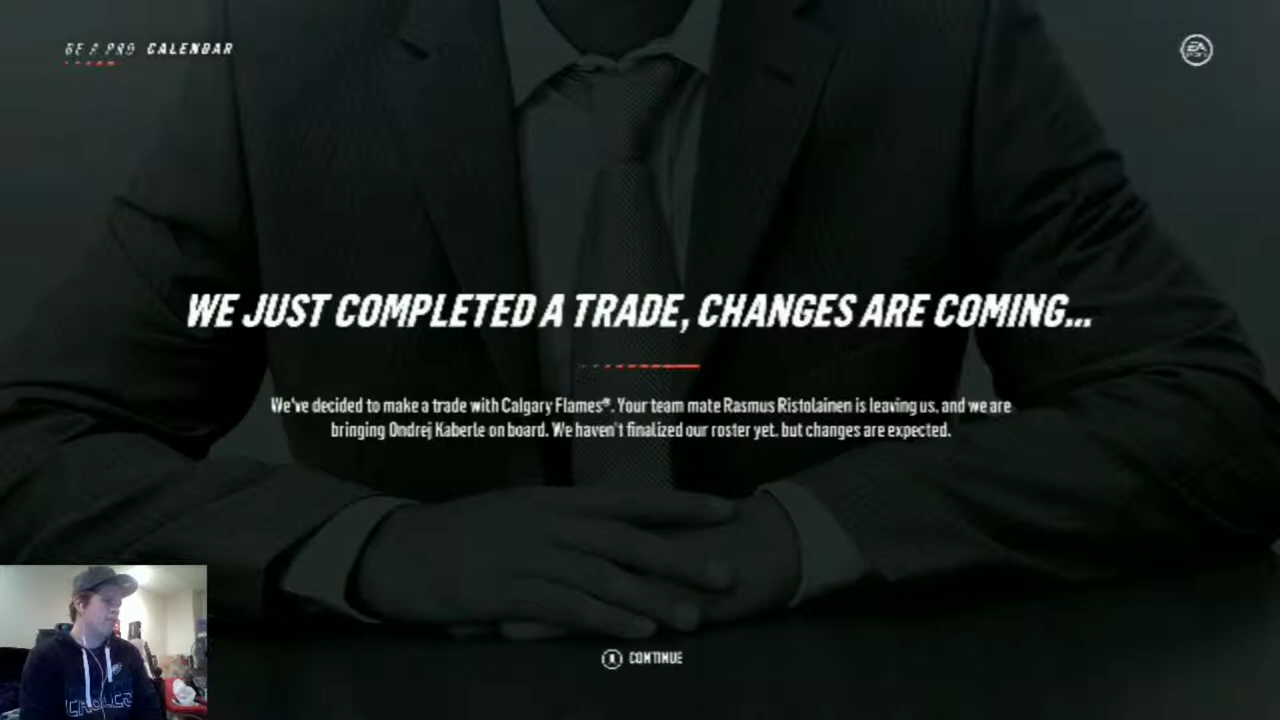 BE A PRO CALENDAR
EA
WE JUST COMPLETED A TRADE, CHANGES ARE COMING...
We've decided to make a trade with Calgary Flames®. Your team mate Rasmus Ristolainen is leaving us, and we are
bringing Ondrej Kaberle on board. We haven't finalized our roster yet, but changes are expected.
CONTINUE